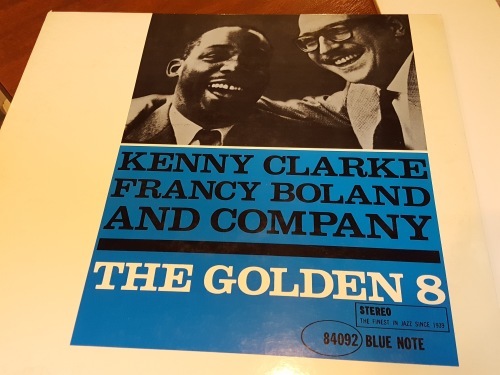 KENNY CLARKE
FRANCY BOLAND
AND COMPANY
THE GOLDEN 8
STEREO
THE FINEST IN JAZZ SINCE 1939
84092 BLUE NOTE